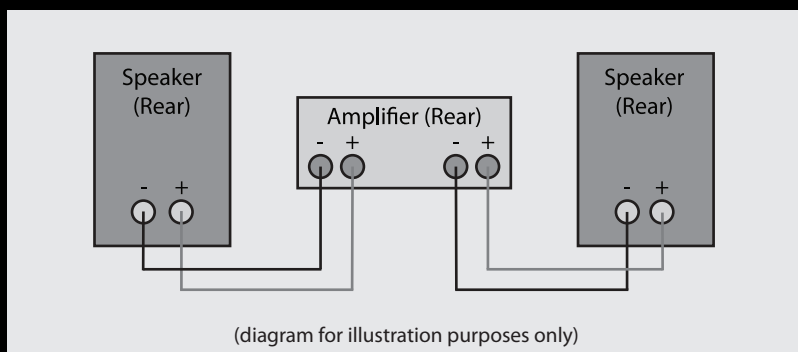 Speaker
(Rear)
- +
Amplifier (Rear)
- + - +
Speaker
(Rear)
- +
(diagram for illustration purposes only)